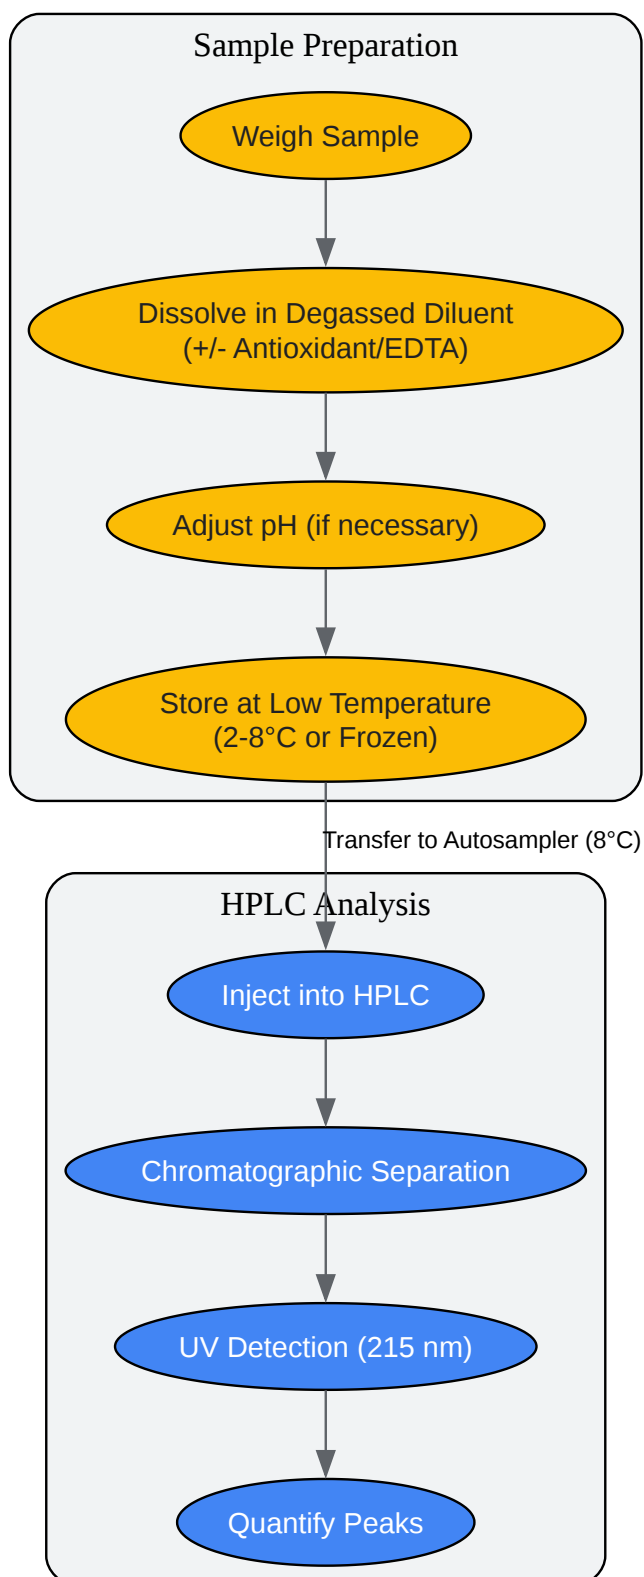 Sample Preparation
Weigh Sample
Dissolve in Degassed Diluent
(+/- Antioxidant/EDTA)
Adjust pH (if necessary)
Store at Low Temperature
(2-8°C or Frozen)
Transfer to Autosampler (8°C)
HPLC Analysis
Inject into HPLC
Chromatographic Separation
UV Detection (215 nm)
Quantify Peaks